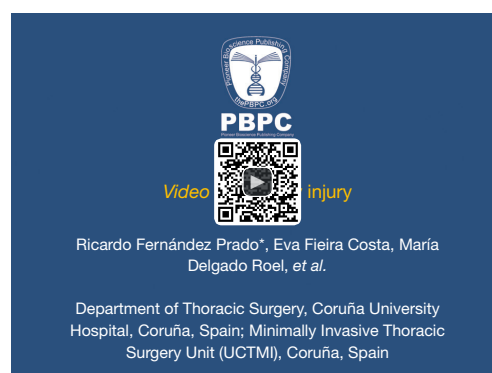 Pioneer Bioscience Publishing Company
thePBPC.org
PBPC
Pioneer Bioscience Publishing Company
Video injury
Ricardo Fernández Prado*, Eva Fieira Costa, María
Delgado Roel, et al.
Department of Thoracic Surgery, Coruña University
Hospital, Coruña, Spain; Minimally Invasive Thoracic
Surgery Unit (UCTMI), Coruña, Spain